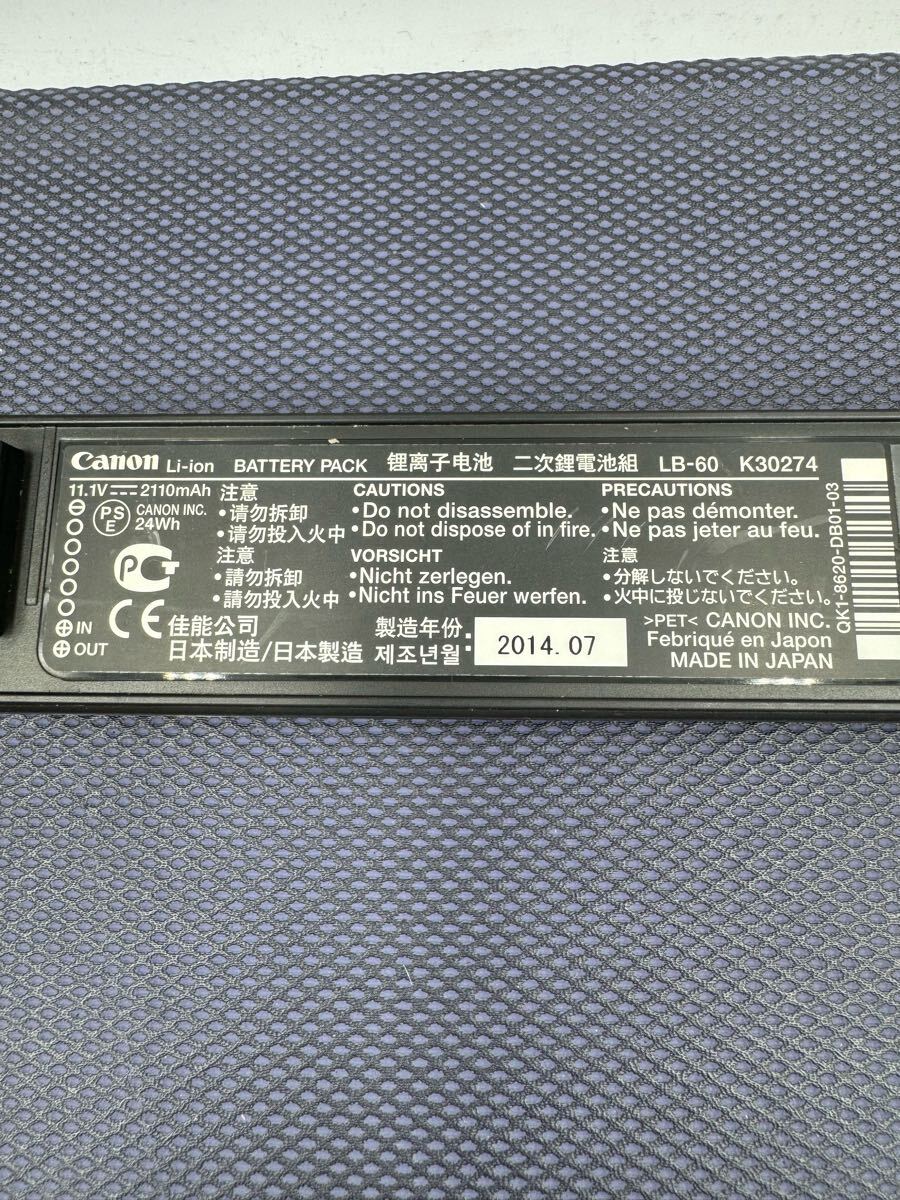 Canon Li-ion BATTERY PACK 锂离子电池 二次鋰電池組 LB-60 K30274
11.1V⎓2110mAh
PSE CANON INC.
24Wh
PCT
⊖
⊕IN
⊕OUT
CE
注意
•请勿拆卸
•请勿投入火中
注意
•請勿拆卸
•請勿投入火中
佳能公司
日本制造/日本製造
CAUTIONS
•Do not disassemble.
•Do not dispose of in fire.
VORSICHT
•Nicht zerlegen.
•Nicht ins Feuer werfen.
製造年份·
제조년월·
2014. 07
PRECAUTIONS
•Ne pas démonter.
•Ne pas jeter au feu.
注意
•分解しないでください。
•火中に投じないでください。
>PET< CANON INC.
Febriqué en Japon
MADE IN JAPAN
QK1-8620-DB01-03